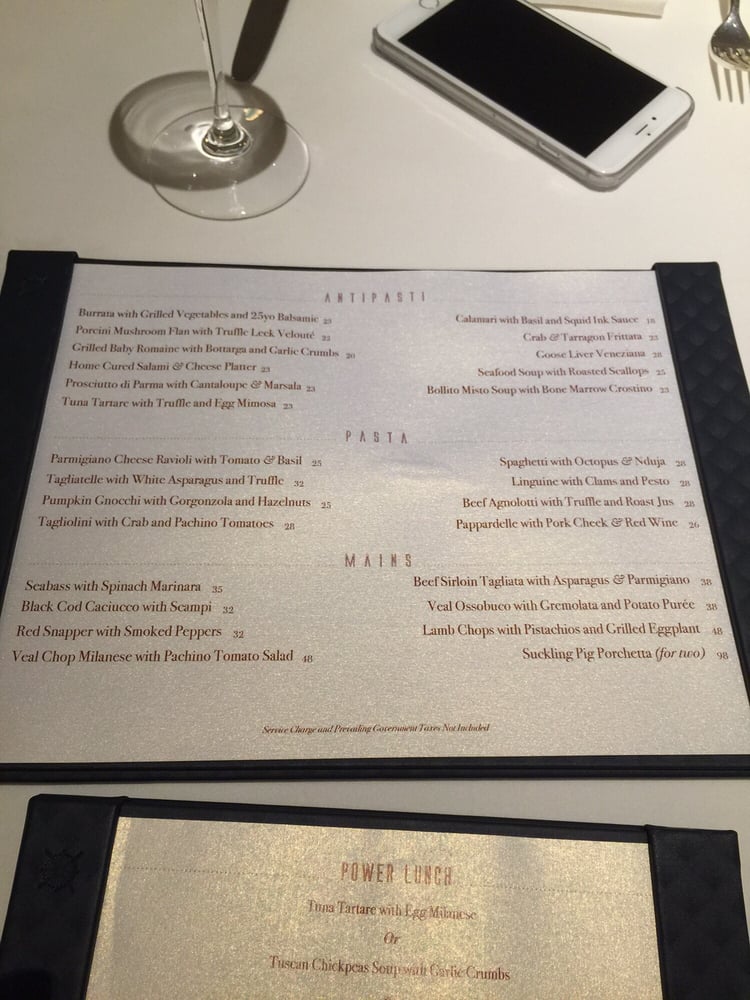 ANTIPASTI
Burrata with Grilled Vegetables and 25yo Balsamic 23
Porcini Mushroom Flan with Truffle Leek Velouté 22
Grilled Baby Romaine with Bottarga and Garlic Crumbs 20
Home Cured Salami & Cheese Platter 23
Prosciutto di Parma with Cantaloupe & Marsala 23
Tuna Tartare with Truffle and Egg Mimosa 23
Calamari with Basil and Squid Ink Sauce 18
Crab & Tarragon Frittata 23
Goose Liver Veneziana 28
Seafood Soup with Roasted Scallops 25
Bollito Misto Soup with Bone Marrow Crostino 23
PASTA
Parmigiano Cheese Ravioli with Tomato & Basil 25
Tagliatelle with White Asparagus and Truffle 32
Pumpkin Gnocchi with Gorgonzola and Hazelnuts 25
Tagliolini with Crab and Pachino Tomatoes 28
Spaghetti with Octopus & Nduja 28
Linguine with Clams and Pesto 28
Beef Agnolotti with Truffle and Roast Jus 28
Pappardelle with Pork Cheek & Red Wine 26
MAINS
Seabass with Spinach Marinara 35
Black Cod Caciucco with Scampi 32
Red Snapper with Smoked Peppers 32
Veal Chop Milanese with Pachino Tomato Salad 48
Beef Sirloin Tagliata with Asparagus & Parmigiano 38
Veal Ossobuco with Gremolata and Potato Purée 38
Lamb Chops with Pistachios and Grilled Eggplant 48
Suckling Pig Porchetta (for two) 98
Service Charge and Prevailing Government Taxes Not Included
POWER LUNCH
Tuna Tartare with Egg Milanese
Or
Tuscan Chickpeas Soup with Garlic Crumbs